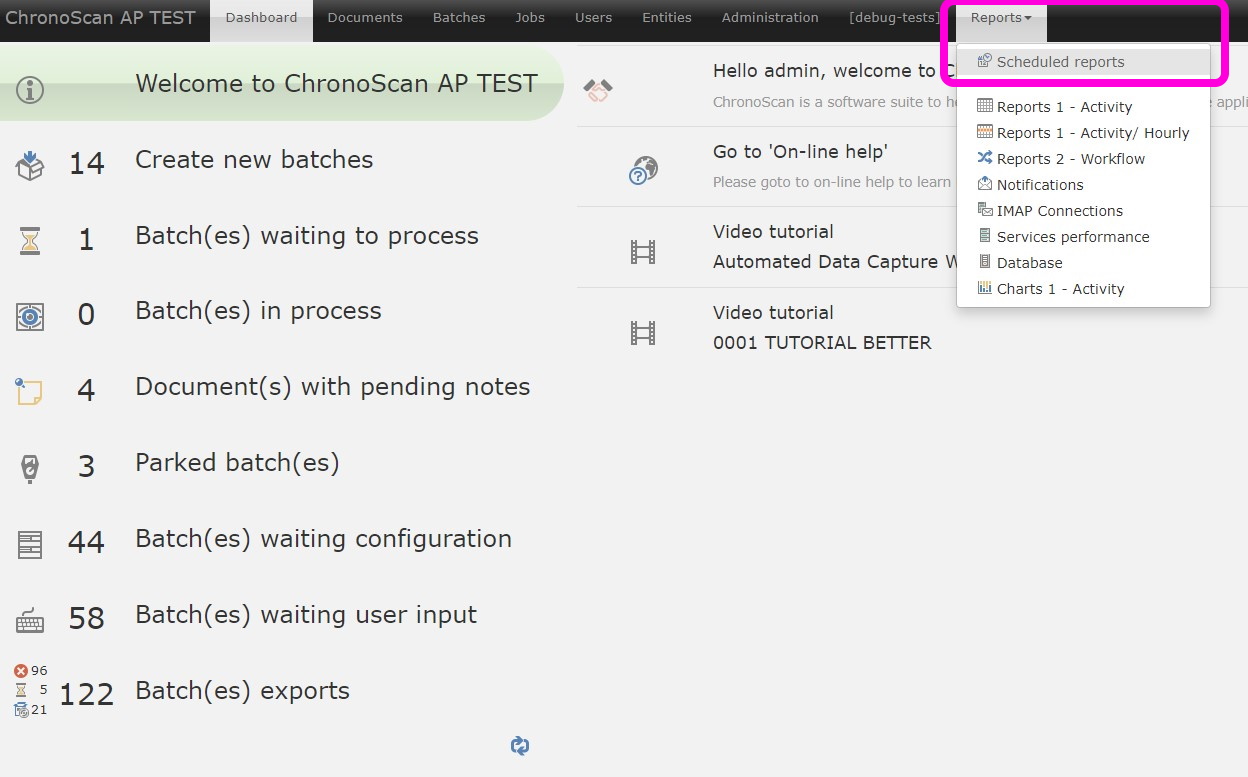 ChronoScan AP TEST Dashboard Documents Batches Jobs Users Entities Administration [debug-tests] Reports
Scheduled reports
Reports 1 - Activity
Reports 1 - Activity/ Hourly
Reports 2 - Workflow
Notifications
IMAP Connections
Services performance
Database
Charts 1 - Activity
Welcome to ChronoScan AP TEST
14 Create new batches
1 Batch(es) waiting to process
0 Batch(es) in process
4 Document(s) with pending notes
3 Parked batch(es)
44 Batch(es) waiting configuration
58 Batch(es) waiting user input
96
5
21
122 Batch(es) exports
Hello admin, welcome to C
ChronoScan is a software suite to he e appli
Go to 'On-line help'
Please goto to on-line help to learn
Video tutorial
Automated Data Capture W
Video tutorial
0001 TUTORIAL BETTER